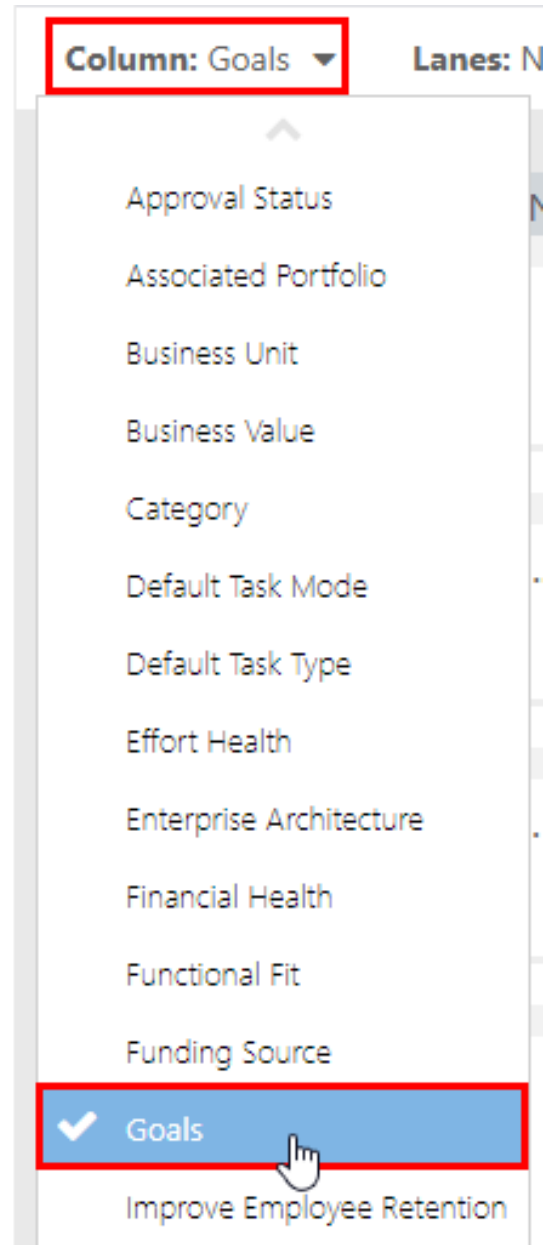 Column: Goals Lanes: N
Approval Status
Associated Portfolio
Business Unit
Business Value
Category
Default Task Mode
Default Task Type
Effort Health
Enterprise Architecture
Financial Health
Functional Fit
Funding Source
Goals
Improve Employee Retention